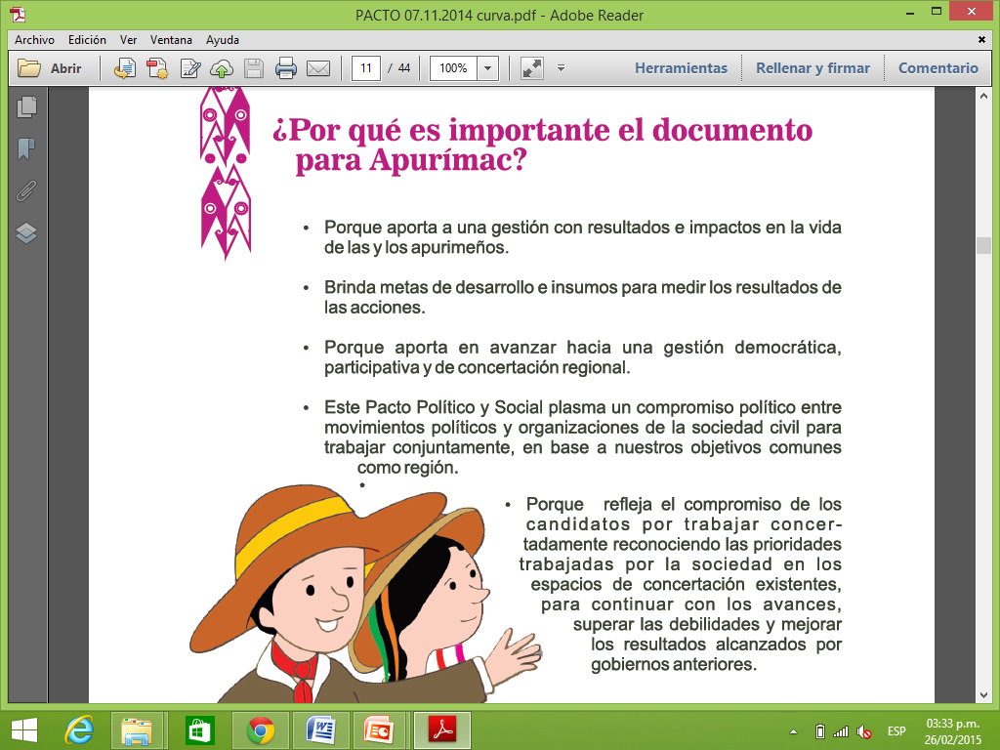 PACTO 07.11.2014 curva.pdf - Adobe Reader
Archivo Edición Ver Ventana Ayuda
Abrir 11 / 44 100% Herramientas Rellenar y firmar Comentario
¿Por qué es importante el documento
para Apurímac?
• Porque aporta a una gestión con resultados e impactos en la vida
de las y los apurimeños.
• Brinda metas de desarrollo e insumos para medir los resultados de
las acciones.
• Porque aporta en avanzar hacia una gestión democrática,
participativa y de concertación regional.
• Este Pacto Político y Social plasma un compromiso político entre
movimientos políticos y organizaciones de la sociedad civil para
trabajar conjuntamente, en base a nuestros objetivos comunes
como región.
•
• Porque refleja el compromiso de los
candidatos por trabajar concer-
tadamente reconociendo las prioridades
trabajadas por la sociedad en los
espacios de concertación existentes,
para continuar con los avances,
superar las debilidades y mejorar
los resultados alcanzados por
gobiernos anteriores.
ESP
03:33 p.m.
26/02/2015